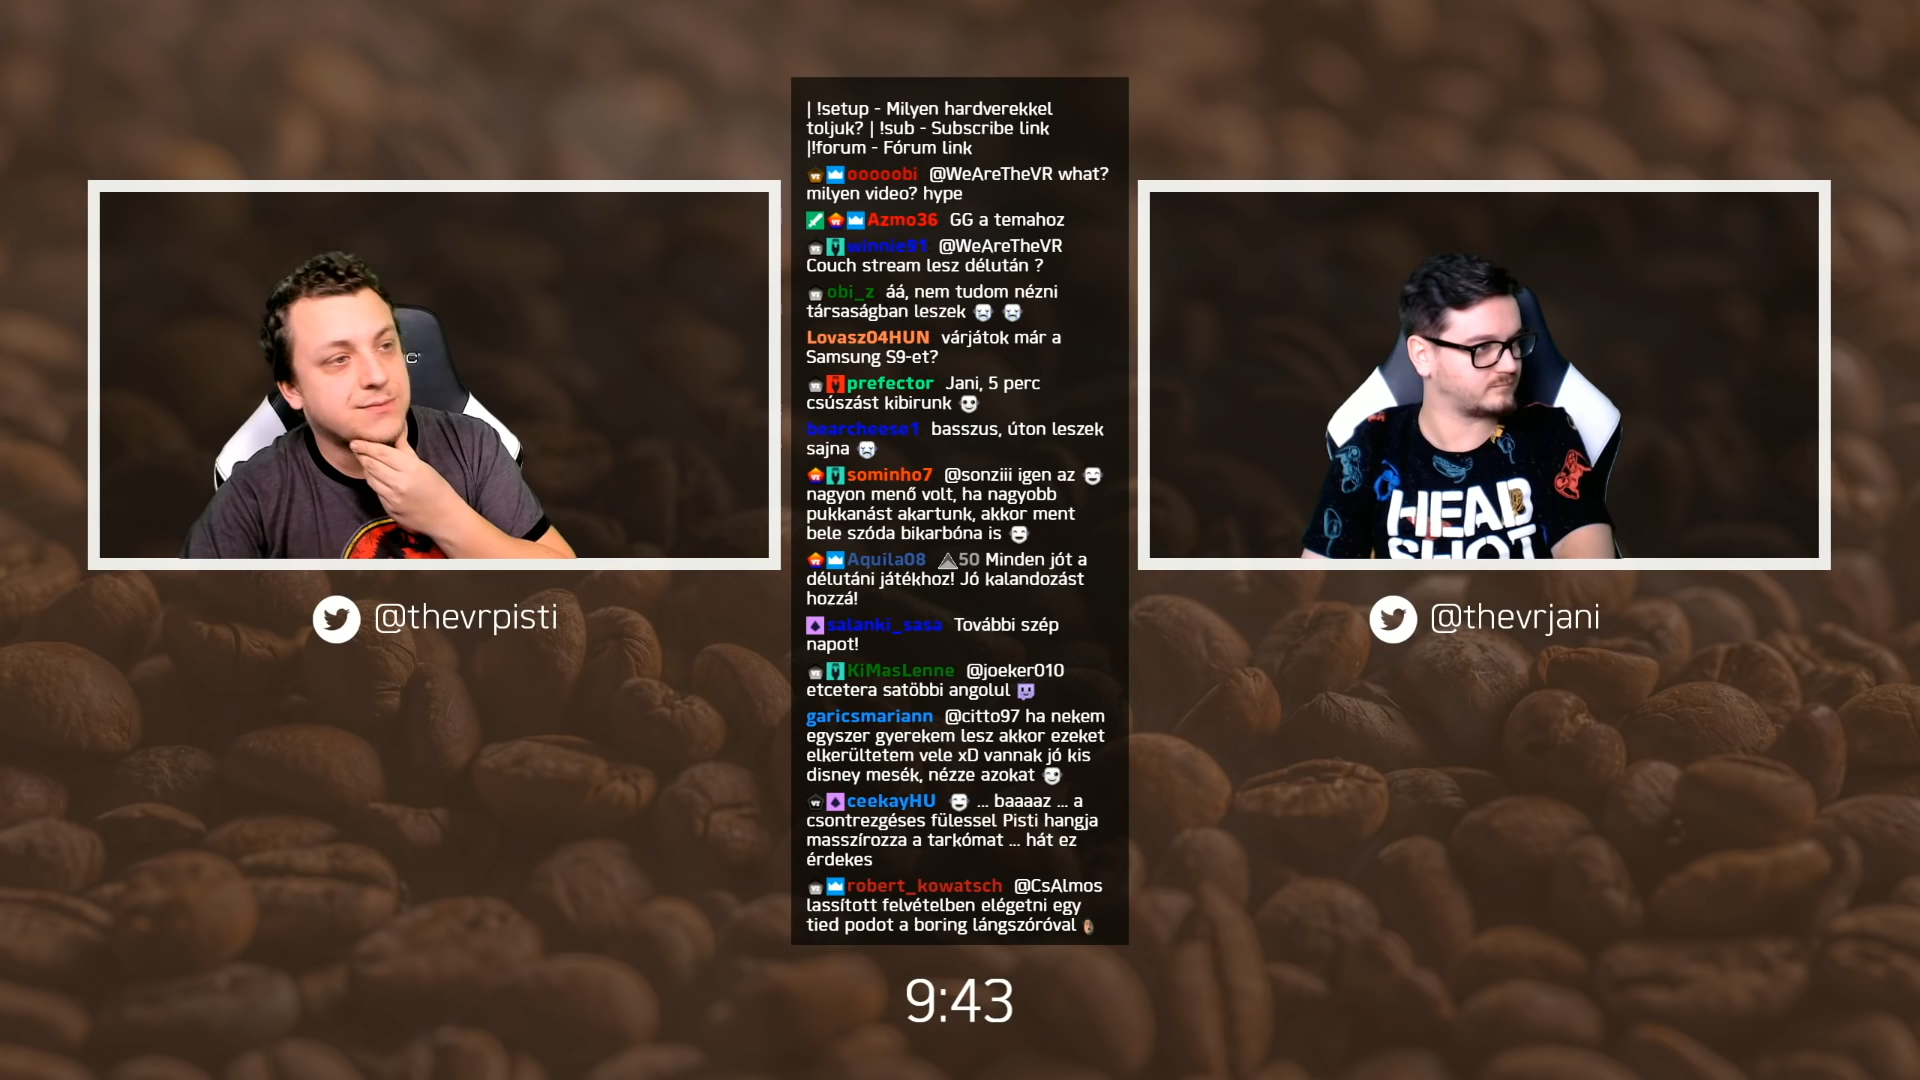 | !setup - Milyen hardverekkel
toljuk? | !sub - Subscribe link
|!forum - Fórum link
ooooobi @WeAreTheVR what?
milyen video? hype
Azmo36 GG a temahoz
winnie91 @WeAreTheVR
Couch stream lesz délután ?
obi_z áá, nem tudom nézni
társaságban leszek
Lovasz04HUN várjátok már a
Samsung S9-et?
prefector Jani, 5 perc
csúszást kibirunk
bearcheese1 basszus, úton leszek
sajna
sominho7 @sonziii igen az
nagyon menő volt, ha nagyobb
pukkanást akartunk, akkor ment
bele szóda bikarbóna is
Aquila08 50 Minden jót a
délutáni játékhoz! Jó kalandozást
hozzá!
salanki_sasa További szép
napot!
KiMasLenne @joeker010
etcetera satöbbi angolul
garicsmariann @citto97 ha nekem
egyszer gyerekem lesz akkor ezeket
elkerültetem vele xD vannak jó kis
disney mesék, nézze azokat
ceekayHU ... baaaaz ... a
csontrezgéses fülessel Pisti hangja
masszírozza a tarkómat ... hát ez
érdekes
robert_kowatsch @CsAlmos
lassított felvételben elégetni egy
tied podot a boring lángszóróval
@thevrpisti
HEAD
SHOT
@thevrjani
9:43